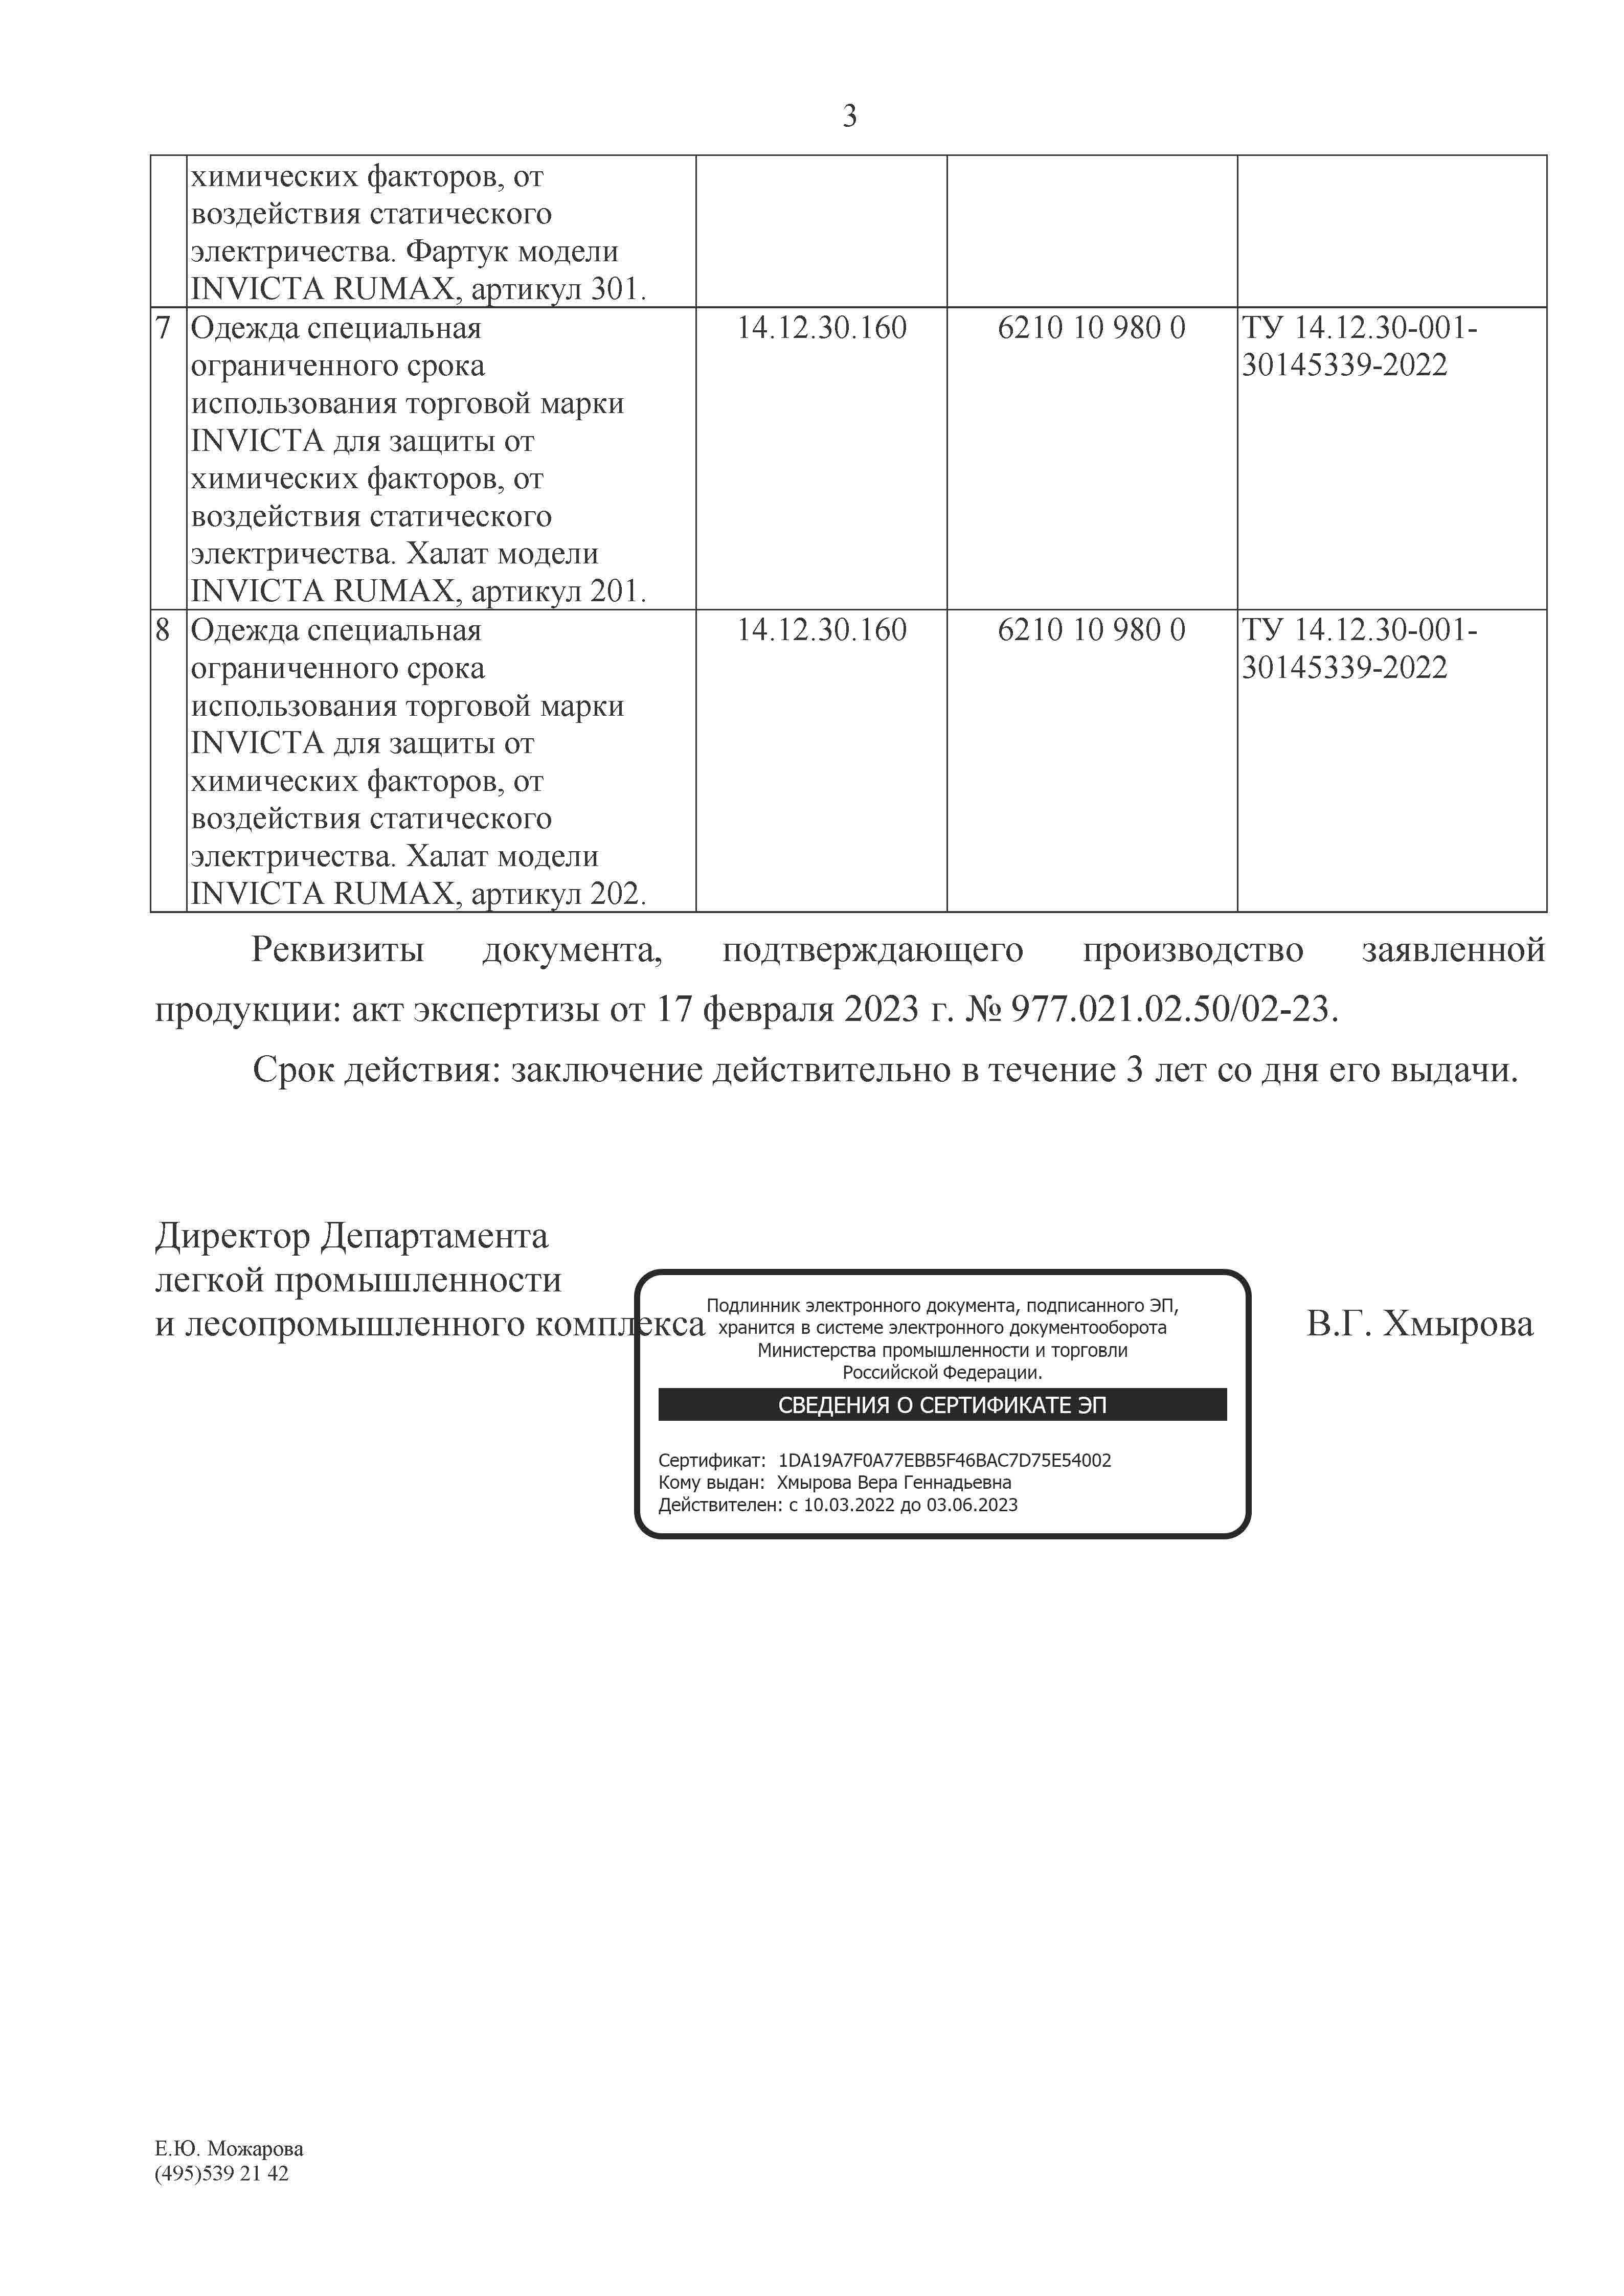 3
химических факторов, от
воздействия статического
электричества. Фартук модели
INVICTA RUMAX, артикул 301.
7 Одежда специальная 14.12.30.160 6210 10 980 0 ТУ 14.12.30-001-
ограниченного срока 30145339-2022
использования торговой марки
INVICTA для защиты от
химических факторов, от
воздействия статического
электричества. Халат модели
INVICTA RUMAX, артикул 201.
8 Одежда специальная 14.12.30.160 6210 10 980 0 ТУ 14.12.30-001-
ограниченного срока 30145339-2022
использования торговой марки
INVICTA для защиты от
химических факторов, от
воздействия статического
электричества. Халат модели
INVICTA RUMAX, артикул 202.
Реквизиты документа, подтверждающего производство заявленной
продукции: акт экспертизы от 17 февраля 2023 г. № 977.021.02.50/02-23.
Срок действия: заключение действительно в течение 3 лет со дня его выдачи.
Директор Департамента
легкой промышленности
и лесопромышленного комплекса В.Г. Хмырова
Подлинник электронного документа, подписанного ЭП,
хранится в системе электронного документооборота
Министерства промышленности и торговли
Российской Федерации.
СВЕДЕНИЯ О СЕРТИФИКАТЕ ЭП
Сертификат: 1DA19A7F0A77EBB5F46BAC7D75E54002
Кому выдан: Хмырова Вера Геннадьевна
Действителен: с 10.03.2022 до 03.06.2023
Е.Ю. Можарова
(495)539 21 42